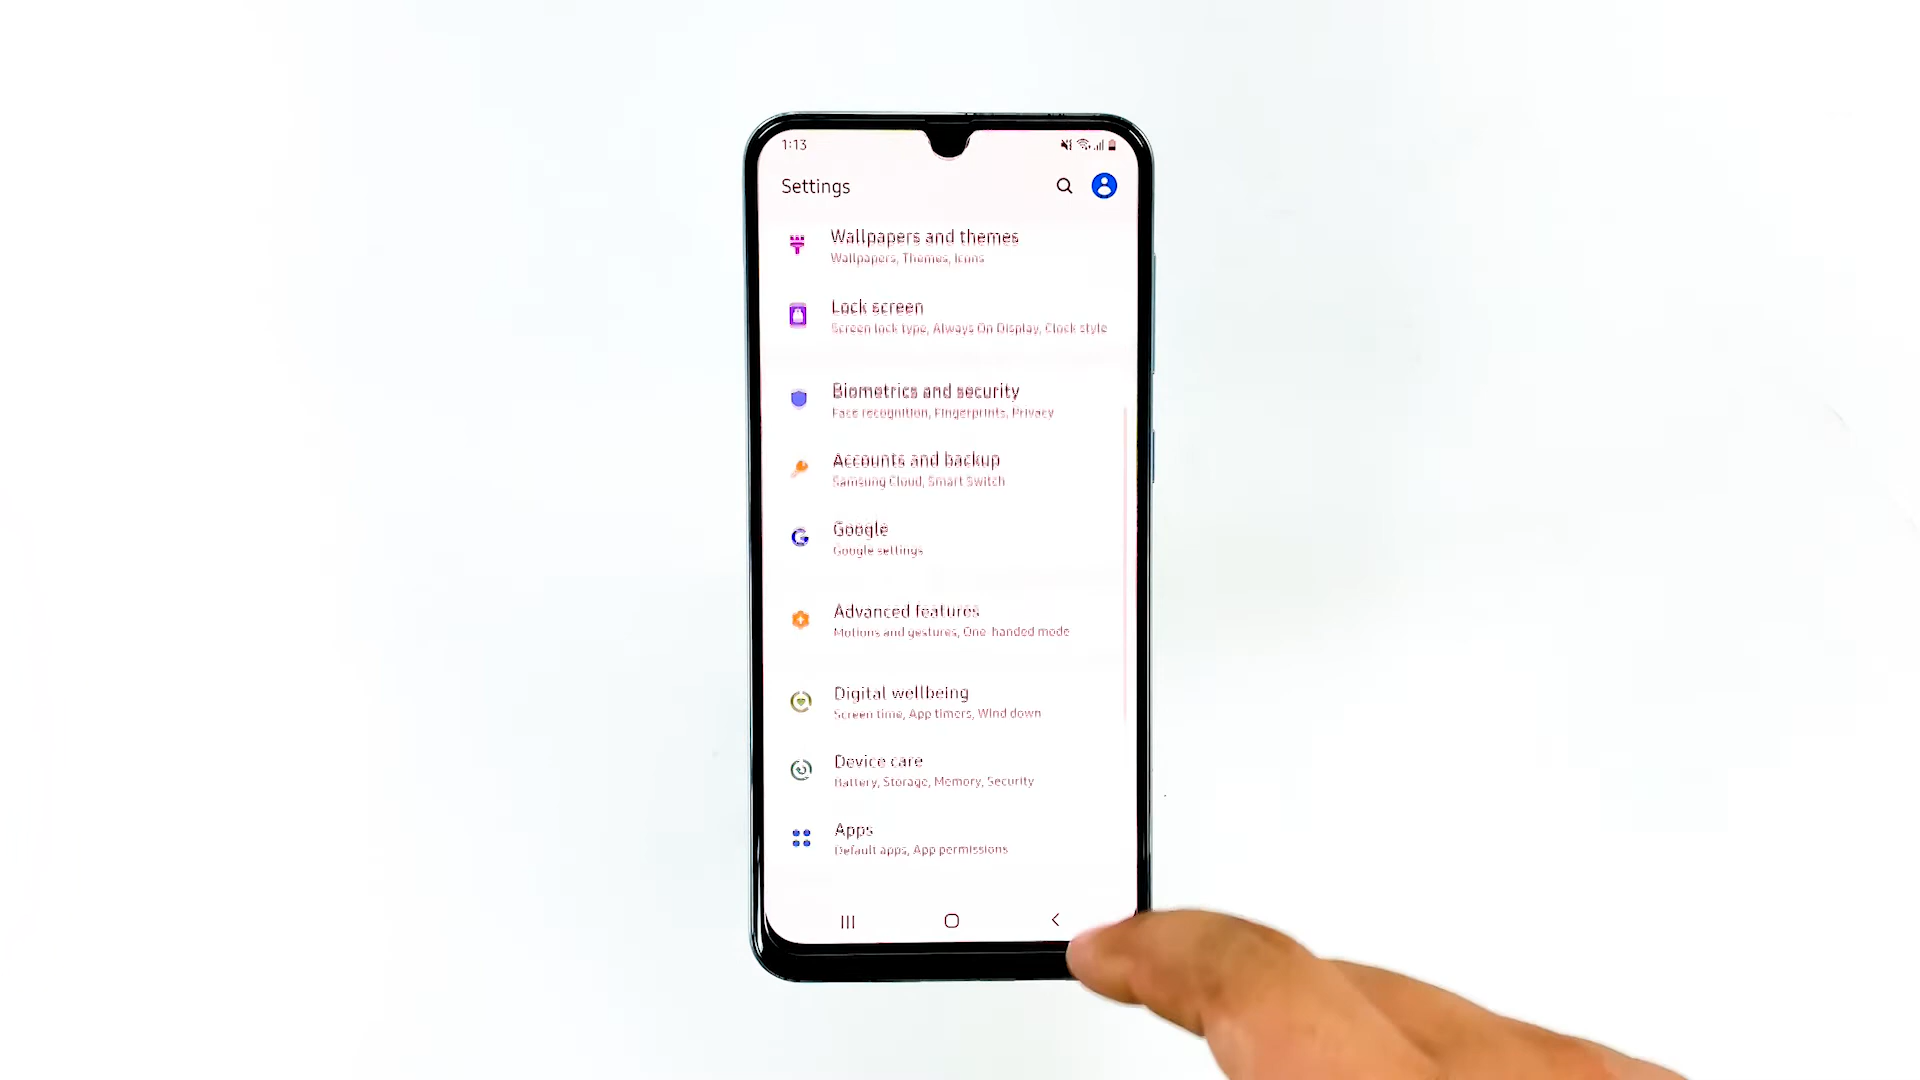 1:13
Settings
Wallpapers and themes
Wallpapers, Themes, Icons
Lock screen
Screen lock type, Always On Display, Clock style
Biometrics and security
Face recognition, Fingerprints, Privacy
Accounts and backup
Samsung Cloud, Smart Switch
Google
Google settings
Advanced features
Motions and gestures, One-handed mode
Digital wellbeing
Screen time, App timers, Wind down
Device care
Battery, Storage, Memory, Security
Apps
Default apps, App permissions